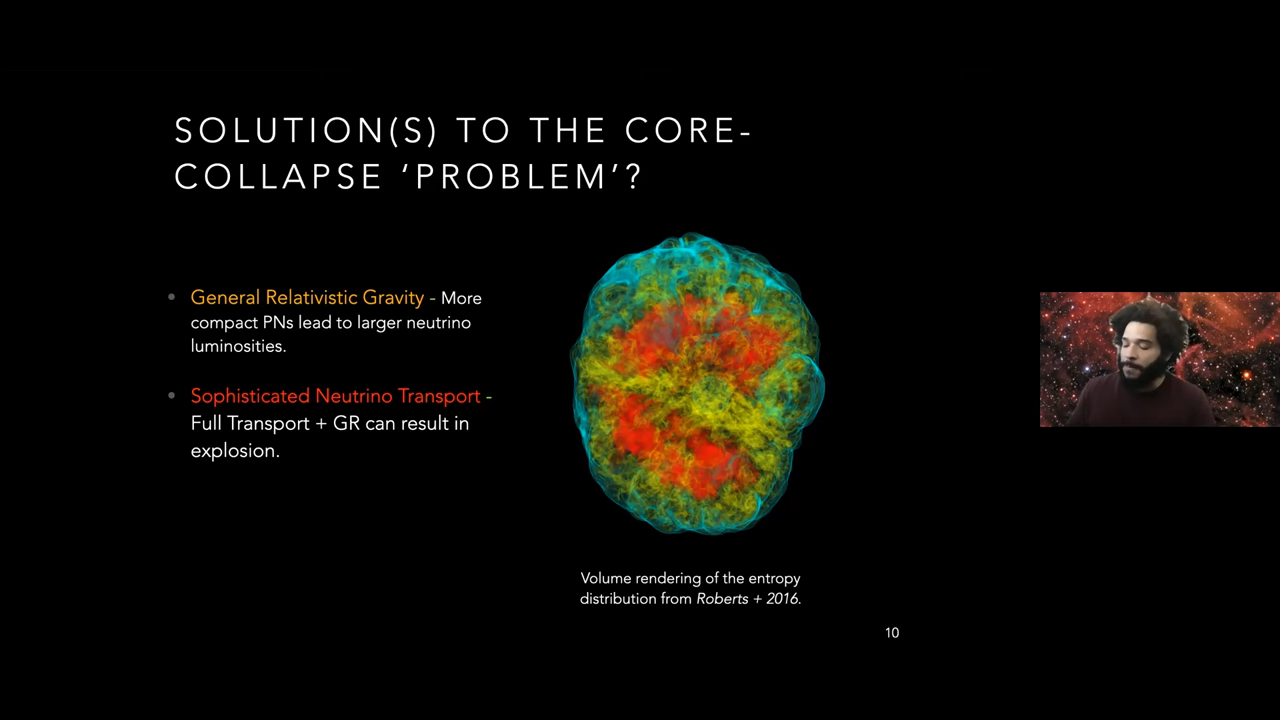 SOLUTION(S) TO THE CORE-
COLLAPSE ‘PROBLEM’?
• General Relativistic Gravity - More
compact PNs lead to larger neutrino
luminosities.
• Sophisticated Neutrino Transport -
Full Transport + GR can result in
explosion.
Volume rendering of the entropy
distribution from Roberts + 2016.
10